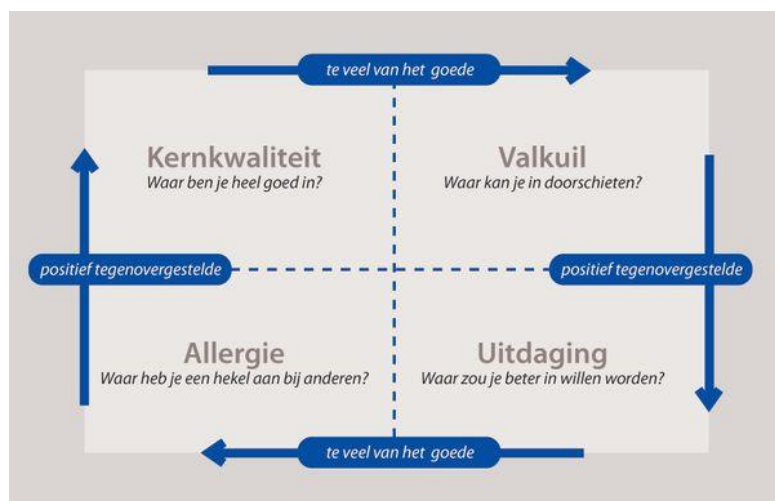 te veel van het goede
Kernkwaliteit
Waar ben je heel goed in?
Valkuil
Waar kan je in doorschieten?
positief tegenovergestelde
positief tegenovergestelde
Allergie
Waar heb je een hekel aan bij anderen?
Uitdaging
Waar zou je beter in willen worden?
te veel van het goede